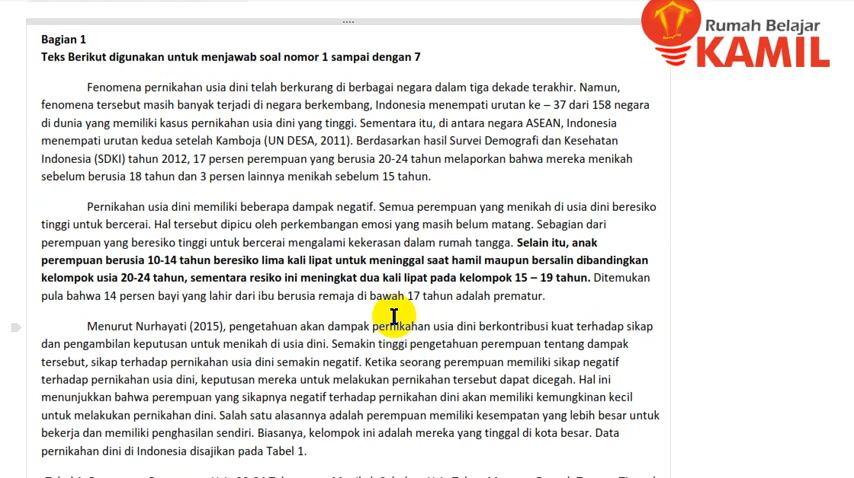 Rumah Belajar
KAMIL
Bagian 1
Teks Berikut digunakan untuk menjawab soal nomor 1 sampai dengan 7
Fenomena pernikahan usia dini telah berkurang di berbagai negara dalam tiga dekade terakhir. Namun,
fenomena tersebut masih banyak terjadi di negara berkembang, Indonesia menempati urutan ke – 37 dari 158 negara
di dunia yang memiliki kasus pernikahan usia dini yang tinggi. Sementara itu, di antara negara ASEAN, Indonesia
menempati urutan kedua setelah Kamboja (UN DESA, 2011). Berdasarkan hasil Survei Demografi dan Kesehatan
Indonesia (SDKI) tahun 2012, 17 persen perempuan yang berusia 20-24 tahun melaporkan bahwa mereka menikah
sebelum berusia 18 tahun dan 3 persen lainnya menikah sebelum 15 tahun.
Pernikahan usia dini memiliki beberapa dampak negatif. Semua perempuan yang menikah di usia dini beresiko
tinggi untuk bercerai. Hal tersebut dipicu oleh perkembangan emosi yang masih belum matang. Sebagian dari
perempuan yang beresiko tinggi untuk bercerai mengalami kekerasan dalam rumah tangga. Selain itu, anak
perempuan berusia 10-14 tahun beresiko lima kali lipat untuk meninggal saat hamil maupun bersalin dibandingkan
kelompok usia 20-24 tahun, sementara resiko ini meningkat dua kali lipat pada kelompok 15 – 19 tahun. Ditemukan
pula bahwa 14 persen bayi yang lahir dari ibu berusia remaja di bawah 17 tahun adalah prematur.
Menurut Nurhayati (2015), pengetahuan akan dampak pernikahan usia dini berkontribusi kuat terhadap sikap
dan pengambilan keputusan untuk menikah di usia dini. Semakin tinggi pengetahuan perempuan tentang dampak
tersebut, sikap terhadap pernikahan usia dini semakin negatif. Ketika seorang perempuan memiliki sikap negatif
terhadap pernikahan usia dini, keputusan mereka untuk melakukan pernikahan tersebut dapat dicegah. Hal ini
menunjukkan bahwa perempuan yang sikapnya negatif terhadap pernikahan dini akan memiliki kemungkinan kecil
untuk melakukan pernikahan dini. Salah satu alasannya adalah perempuan memiliki kesempatan yang lebih besar untuk
bekerja dan memiliki penghasilan sendiri. Biasanya, kelompok ini adalah mereka yang tinggal di kota besar. Data
pernikahan dini di Indonesia disajikan pada Tabel 1.